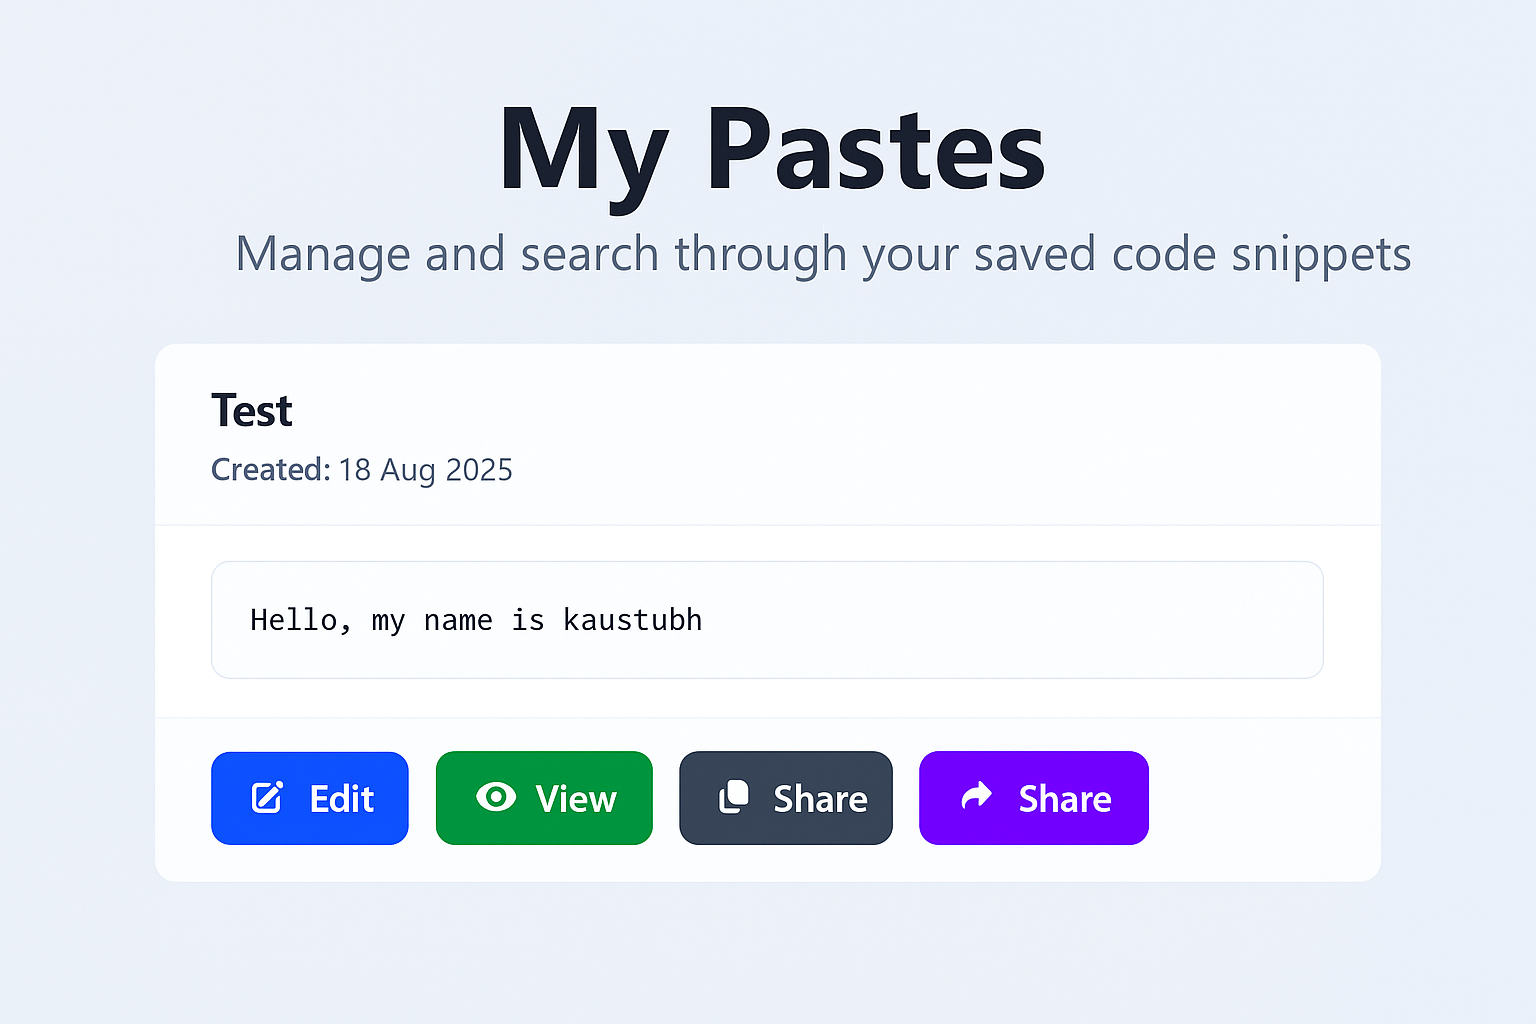 My Pastes
Manage and search through your saved code snippets
Test
Created: 18 Aug 2025
Hello, my name is kaustubh
Edit View Share Share